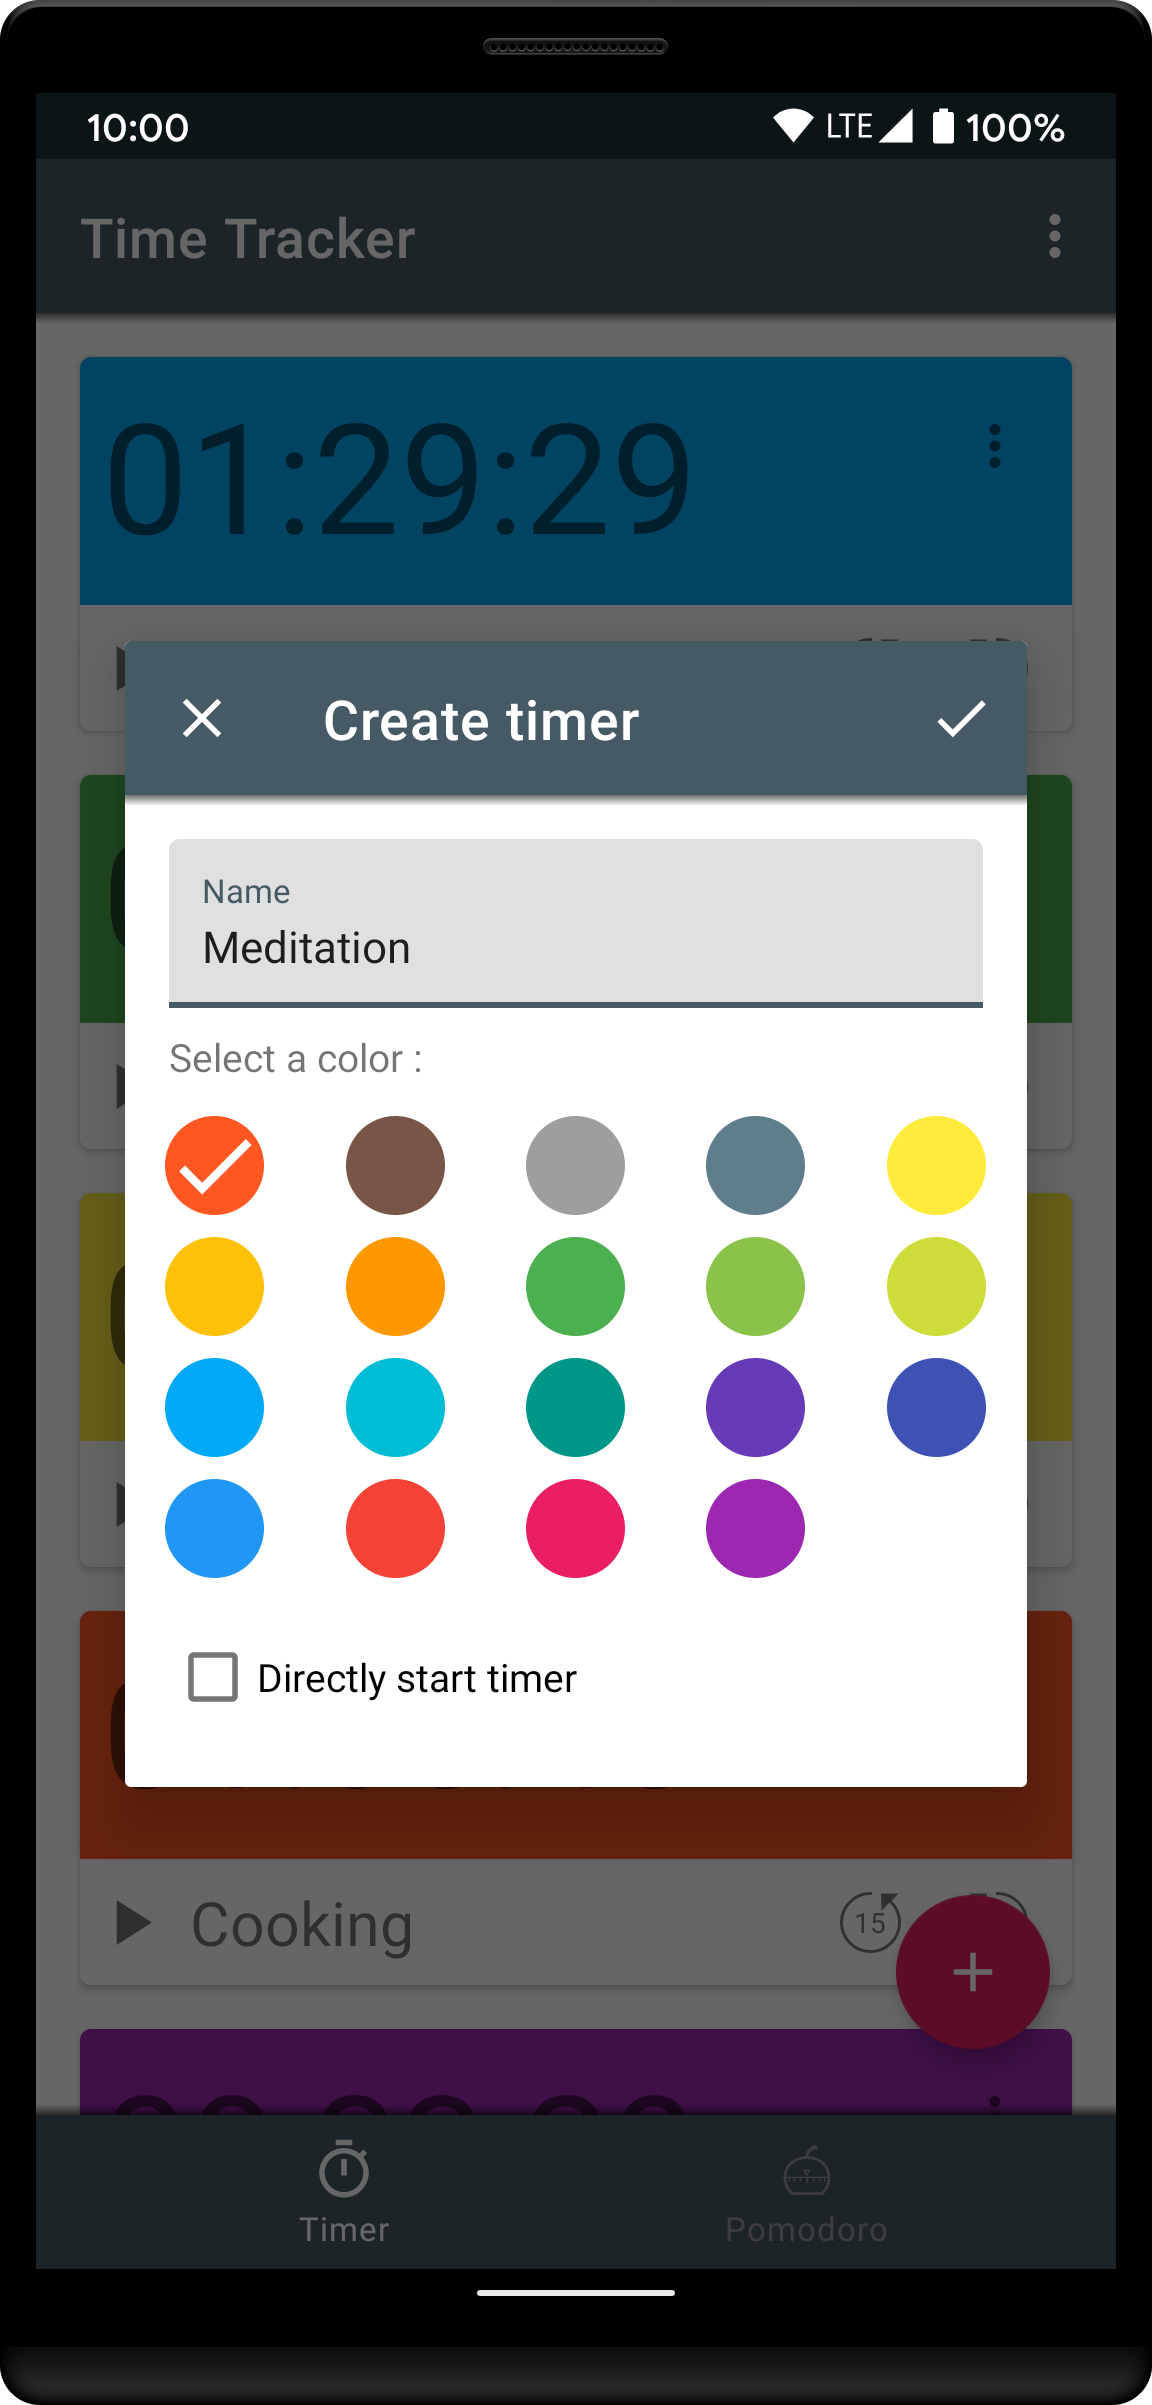 10:00
LTE 100%
Time Tracker
01:29:29
Create timer
Name
Meditation
Select a color :
Directly start timer
Cooking
15
+
Timer
Pomodoro